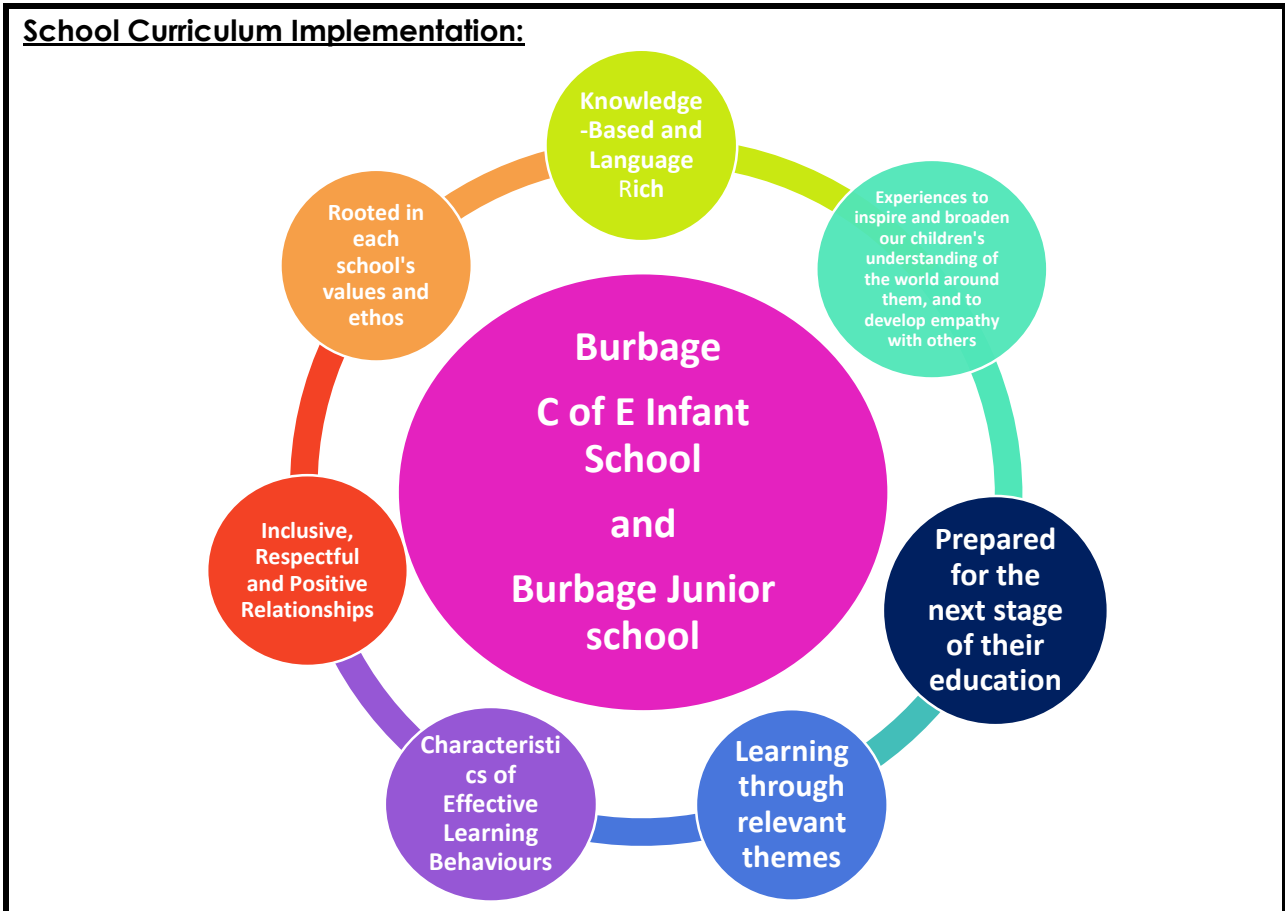 School Curriculum Implementation:
Knowledge
-Based and
Language
Rich
Experiences to
inspire and broaden
our children's
understanding of
the world around
them, and to
develop empathy
with others
Prepared
for the
next stage
of their
education
Learning
through
relevant
themes
Characteristi
cs of
Effective
Learning
Behaviours
Inclusive,
Respectful
and Positive
Relationships
Rooted in
each
school's
values and
ethos
Burbage
C of E Infant
School
and
Burbage Junior
school